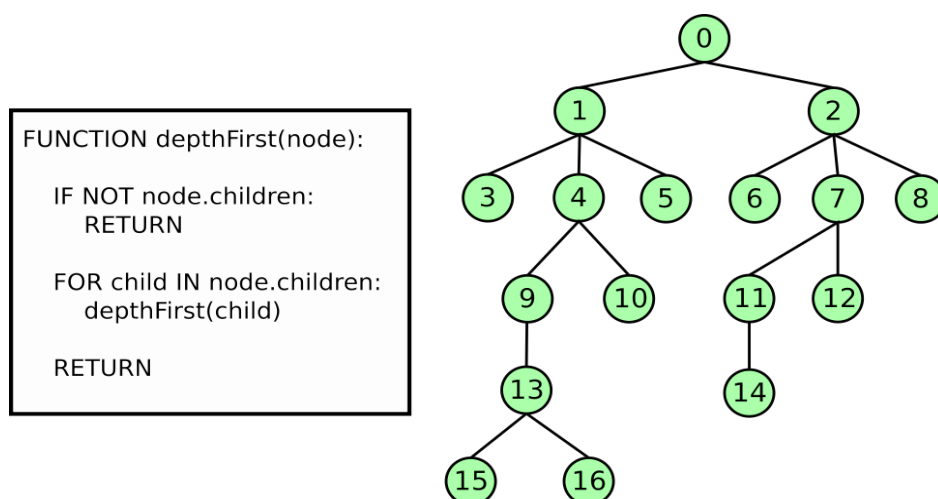 FUNCTION depthFirst(node):
IF NOT node.children:
RETURN
FOR child IN node.children:
depthFirst(child)
RETURN
0
1 2
3 4 5 6 7 8
9 10 11 12
13 14
15 16